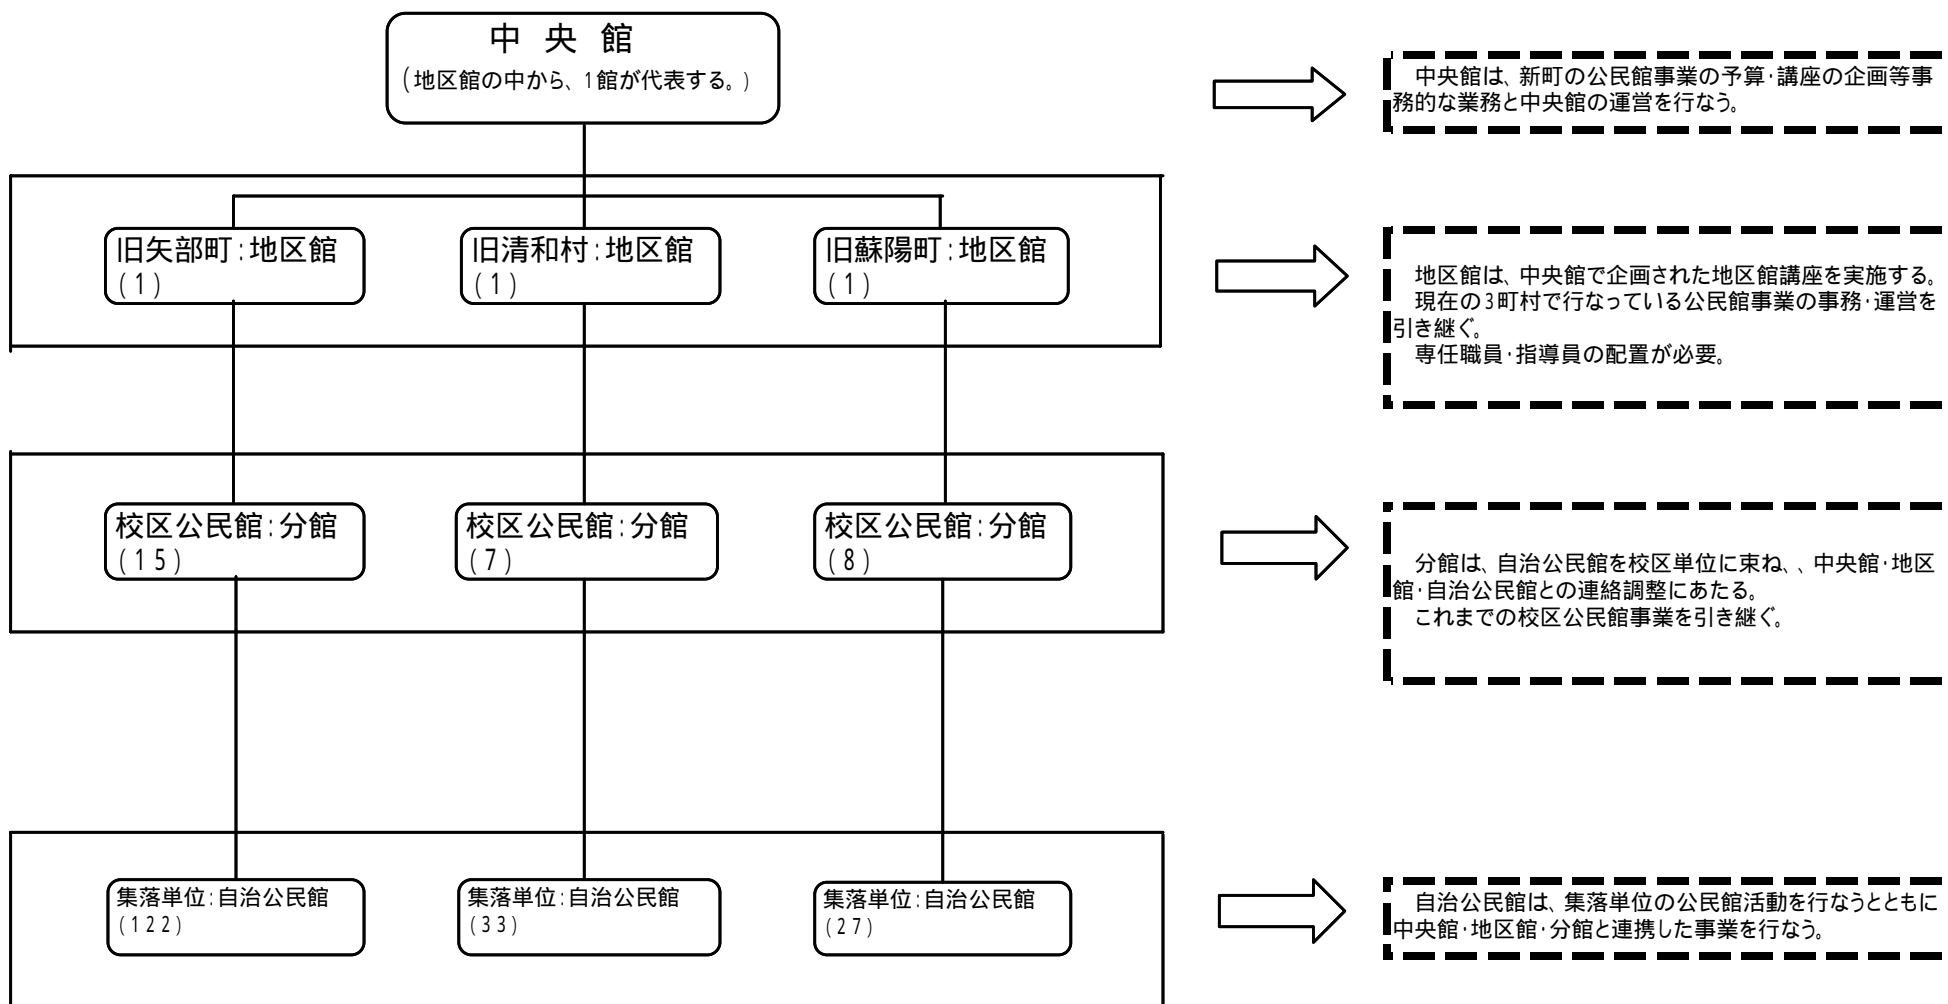 中 央 館
(地区館の中から、1館が代表する。)
中央館は、新町の公民館事業の予算・講座の企画等事
務的な業務と中央館の運営を行なう。
旧矢部町:地区館
(1)
旧清和村:地区館
(1)
旧蘇陽町:地区館
(1)
地区館は、中央館で企画された地区館講座を実施する。
現在の3町村で行なっている公民館事業の事務・運営を
引き継ぐ。
専任職員・指導員の配置が必要。
校区公民館:分館
(15)
校区公民館:分館
(7)
校区公民館:分館
(8)
分館は、自治公民館を校区単位に束ね、、中央館・地区
館・自治公民館との連絡調整にあたる。
これまでの校区公民館事業を引き継ぐ。
集落単位:自治公民館
(122)
集落単位:自治公民館
(33)
集落単位:自治公民館
(27)
自治公民館は、集落単位の公民館活動を行なうとともに
中央館・地区館・分館と連携した事業を行なう。